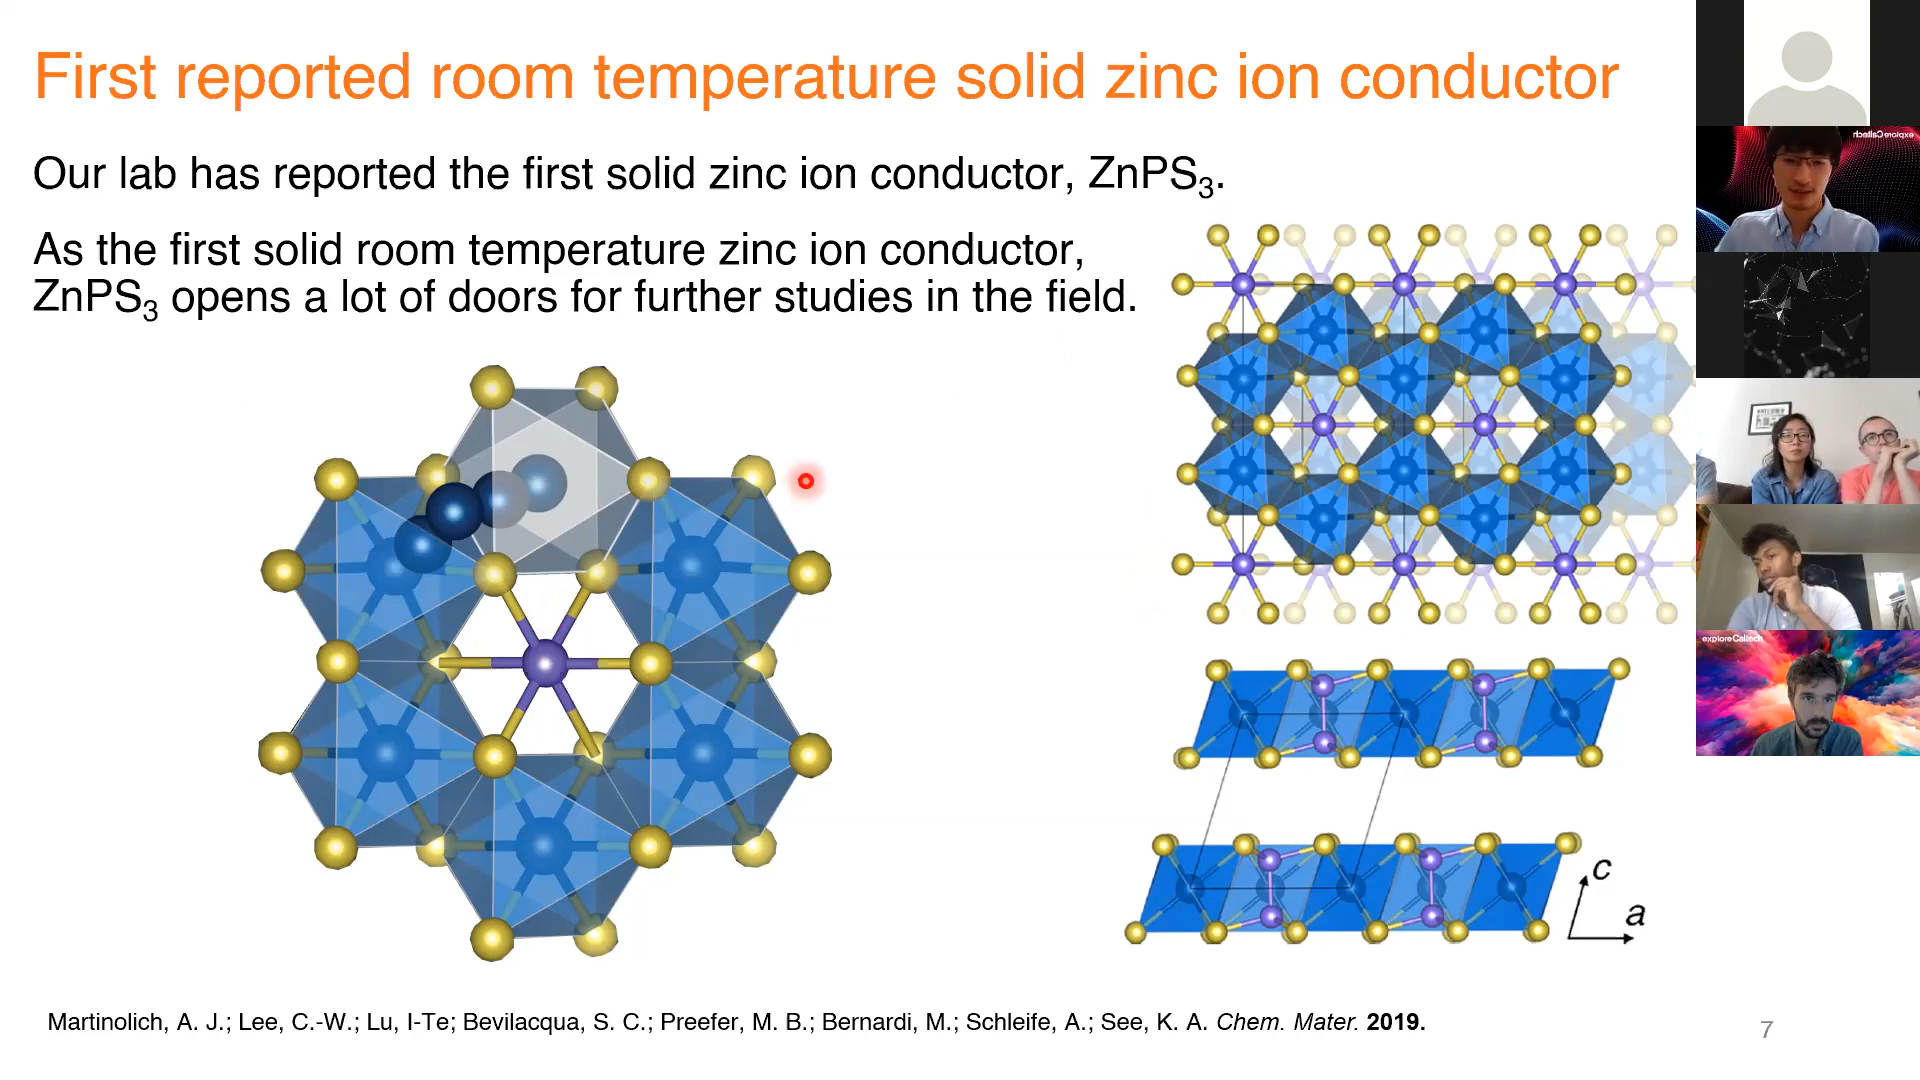 First reported room temperature solid zinc ion conductor
Our lab has reported the first solid zinc ion conductor, ZnPS₃.
As the first solid room temperature zinc ion conductor,
ZnPS₃ opens a lot of doors for further studies in the field.
c
a
Martinolich, A. J.; Lee, C.-W.; Lu, I-Te; Bevilacqua, S. C.; Preefer, M. B.; Bernardi, M.; Schleife, A.; See, K. A. Chem. Mater. 2019.
7
exploreCaltech
exploreCaltech